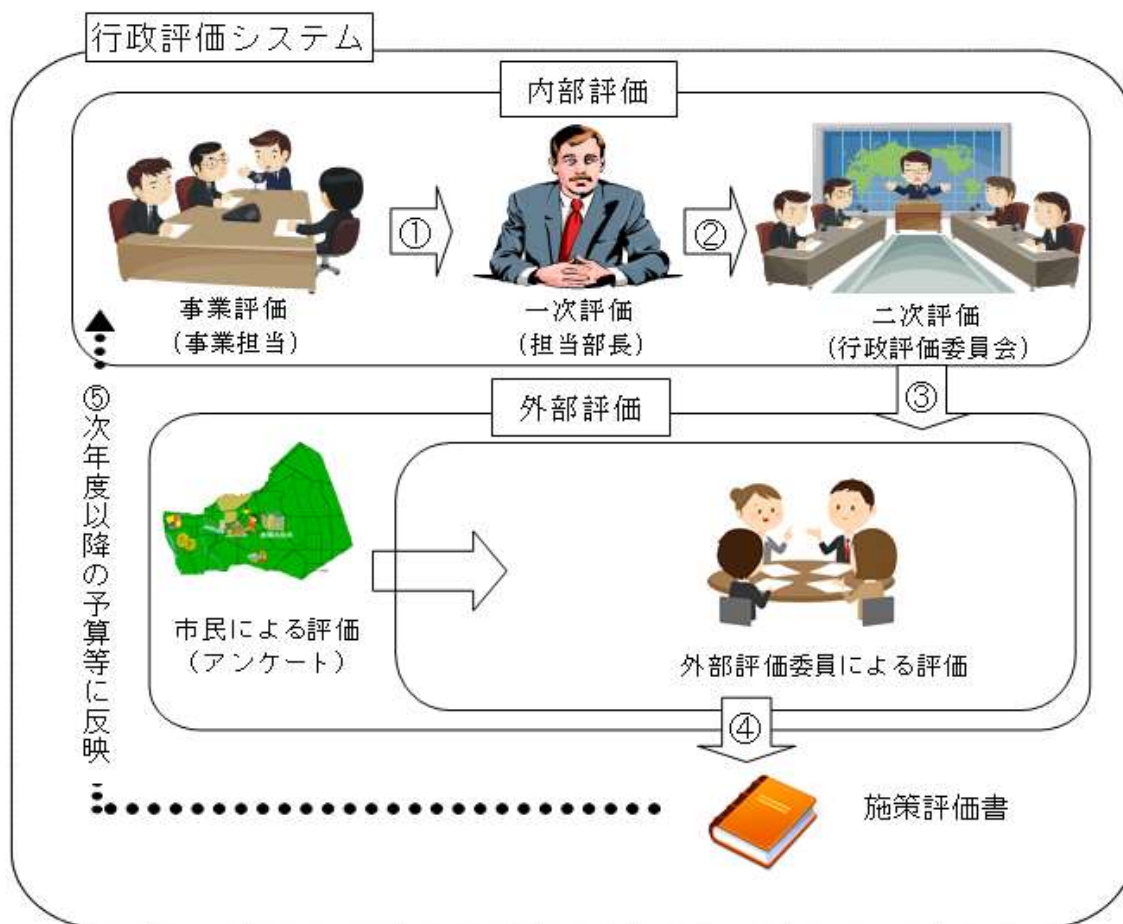 行政評価システム
内部評価
①
②
事業評価
(事業担当)
一次評価
(担当部長)
二次評価
(行政評価委員会)
③
外部評価
市民による評価
(アンケート)
外部評価委員による評価
④
施策評価書
⑤次年度以降の予算等に反映